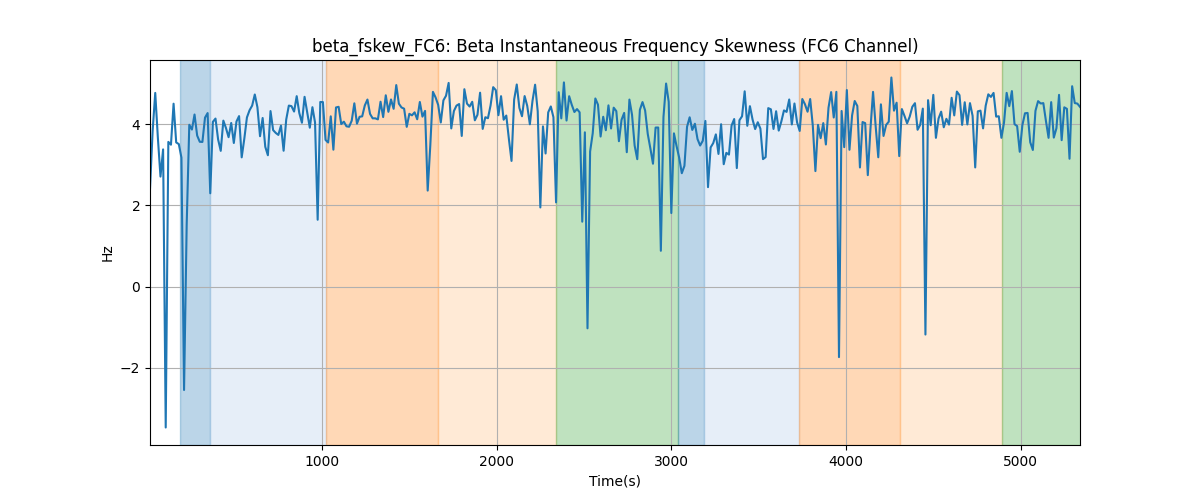 beta_fskew_FC6: Beta Instantaneous Frequency Skewness (FC6 Channel)
Hz
4
2
0
−2
1000 2000 3000 4000 5000
Time(s)